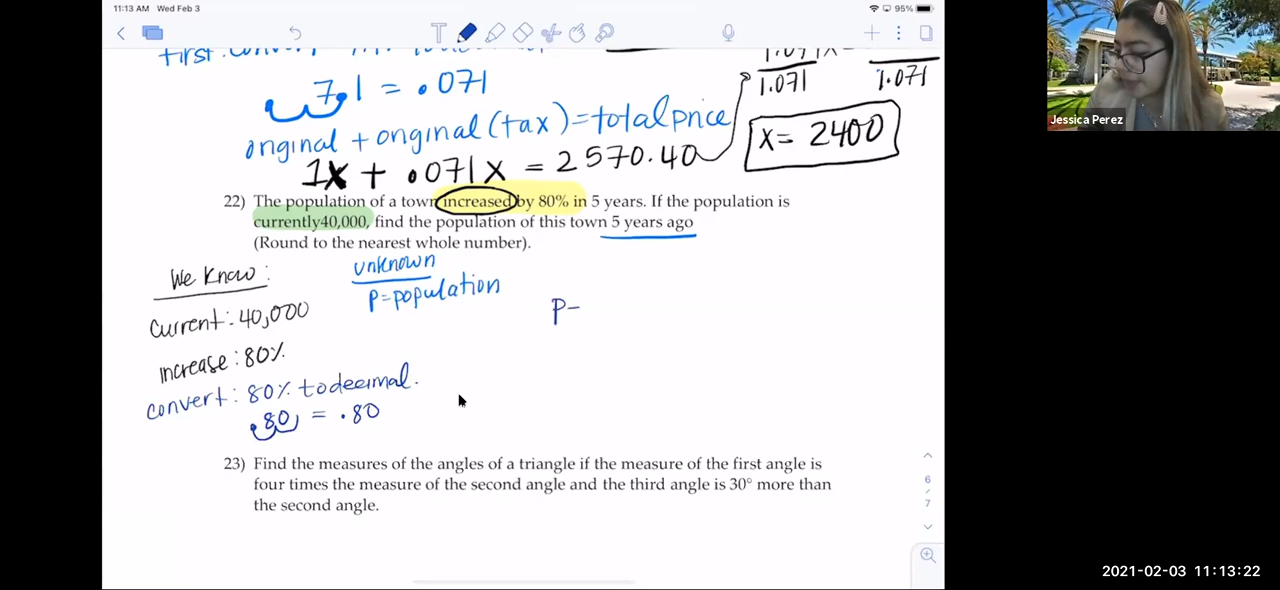 11:13 AM Wed Feb 3
95%
T
1.071 1.071
7.1 = .071
original + original (tax) = total price
x = 2400
1x + .071x = 2570.40
22) The population of a town increased by 80% in 5 years. If the population is
currently40,000, find the population of this town 5 years ago
(Round to the nearest whole number).
We know:
unknown
P=population
current: 40,000
P-
increase: 80%
convert: 80% to decimal.
.80 = .80
23) Find the measures of the angles of a triangle if the measure of the first angle is
four times the measure of the second angle and the third angle is 30° more than
the second angle.
6
/
7
Jessica Perez
2021-02-03 11:13:22